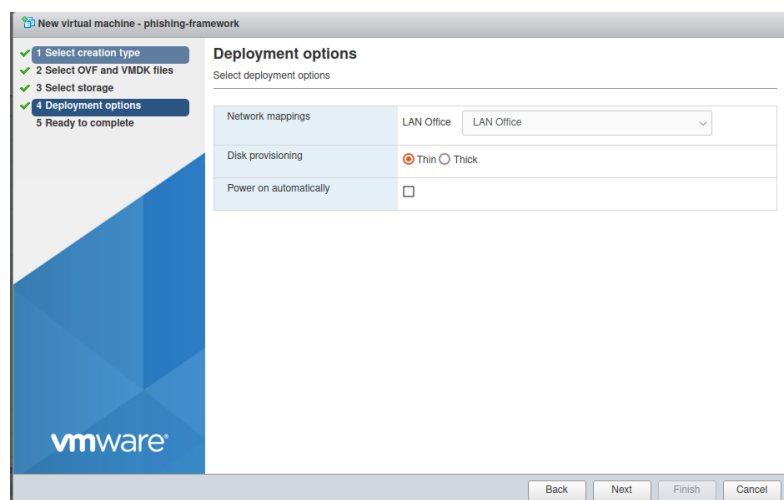 New virtual machine - phishing-framework
1 Select creation type
2 Select OVF and VMDK files
3 Select storage
4 Deployment options
5 Ready to complete
Deployment options
Select deployment options
Network mappings
LAN Office LAN Office
Disk provisioning
Thin Thick
Power on automatically
vmware®
Back Next Finish Cancel